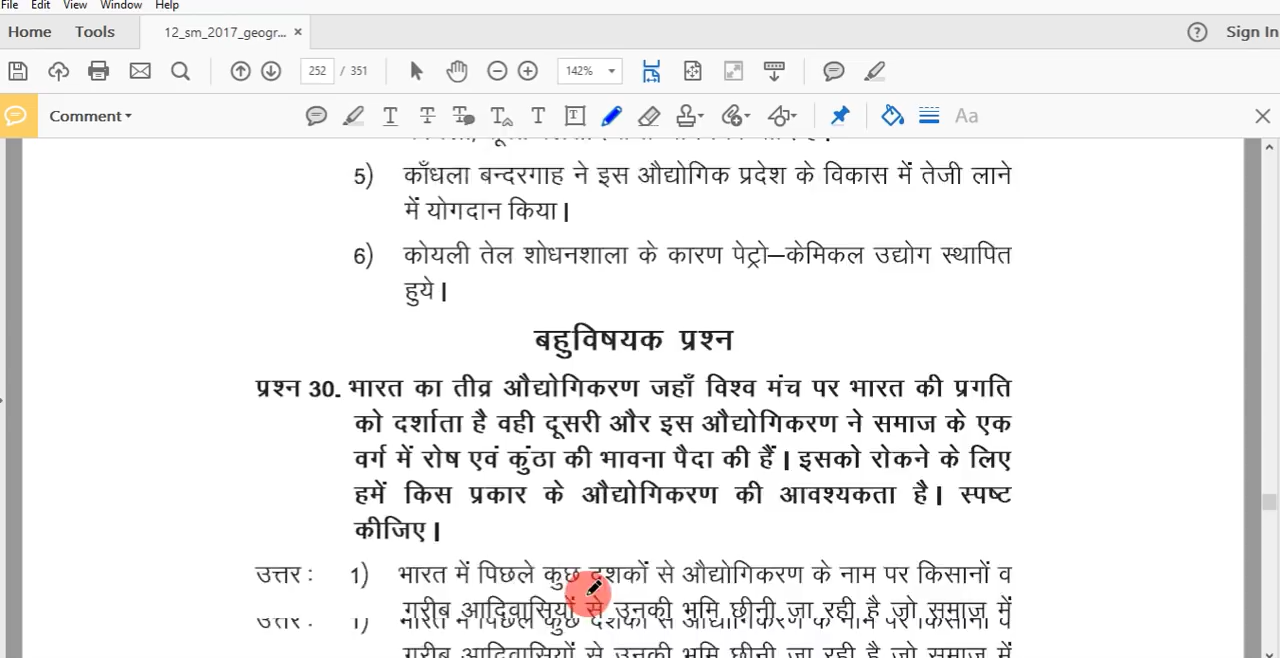 File Edit View Window Help
Home Tools 12_sm_2017_geogr... × ? Sign In
252 / 351 142%
Comment Aa
5) काँधला बन्दरगाह ने इस औद्योगिक प्रदेश के विकास में तेजी लाने
में योगदान किया।
6) कोयली तेल शोधनशाला के कारण पेट्रो–केमिकल उद्योग स्थापित
हुये।
बहुविषयक प्रश्न
प्रश्न 30. भारत का तीव्र औद्योगिकरण जहाँ विश्व मंच पर भारत की प्रगति
को दर्शाता है वही दूसरी और इस औद्योगिकरण ने समाज के एक
वर्ग में रोष एवं कुंठा की भावना पैदा की हैं। इसको रोकने के लिए
हमें किस प्रकार के औद्योगिकरण की आवश्यकता है। स्पष्ट
कीजिए।
उत्तर : 1) भारत में पिछले कुछ दशकों से औद्योगिकरण के नाम पर किसानों व
गरीब आदिवासियों से उनकी भूमि छीनी जा रही है जो समाज में